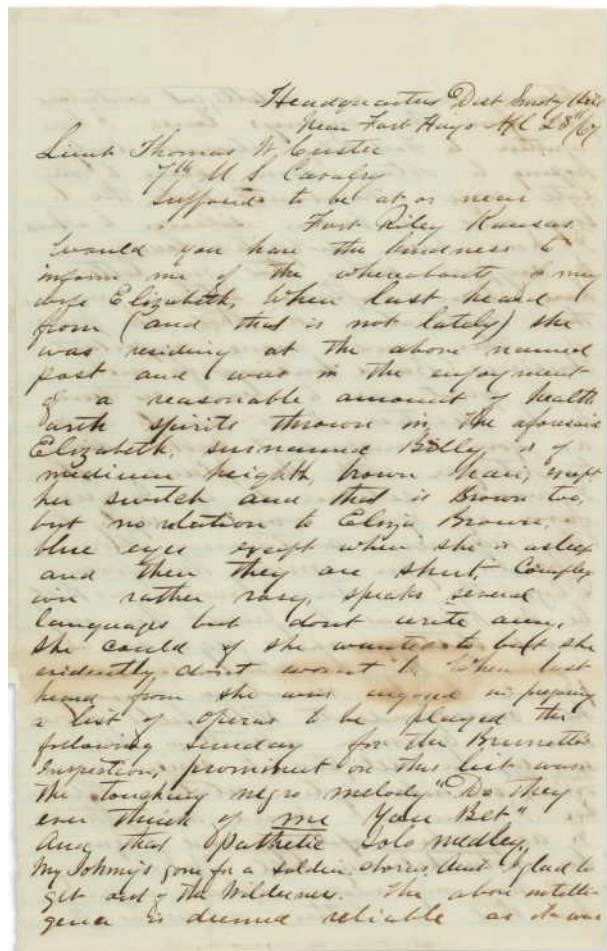 Headquarters Dist Smoky Hill
Near Fort Hays Apl 28th /67
Lieut Thomas W Custer
7th U S Cavalry
Supposed to be at or near
Fort Riley Kansas
Would you have the kindness to
inform me of the whereabouts of my
wife Elizabeth, When last heard
from (and that is not lately) she
was residing at the above named
post and was in the enjoyment
of a reasonable amount of health
with spirits thrown in, The aforesaid
Elizabeth, surnamed Billy, is of
medium heighth, brown hair, except
her switch and that is Brown too,
but no relation to Eliza Brown,
blue eyes except when she is asleep
and then they are shut, Complex
ion rather rosy, speaks several
languages but dont write any,
she could if she wanted to but she
evidently dont want to, When last
heard from she was engaged in preparing
a list of operas to be played the
following sunday for the
Inspection, prominent on this list was
the touching negro melody "Do they
ever think of me You Bet"
And that pathetic solo medley,
My Johnny's gone for a soldier, chorus, Aint I glad to
get out of the Wilderness. The above intelli
gence is deemed reliable as it was